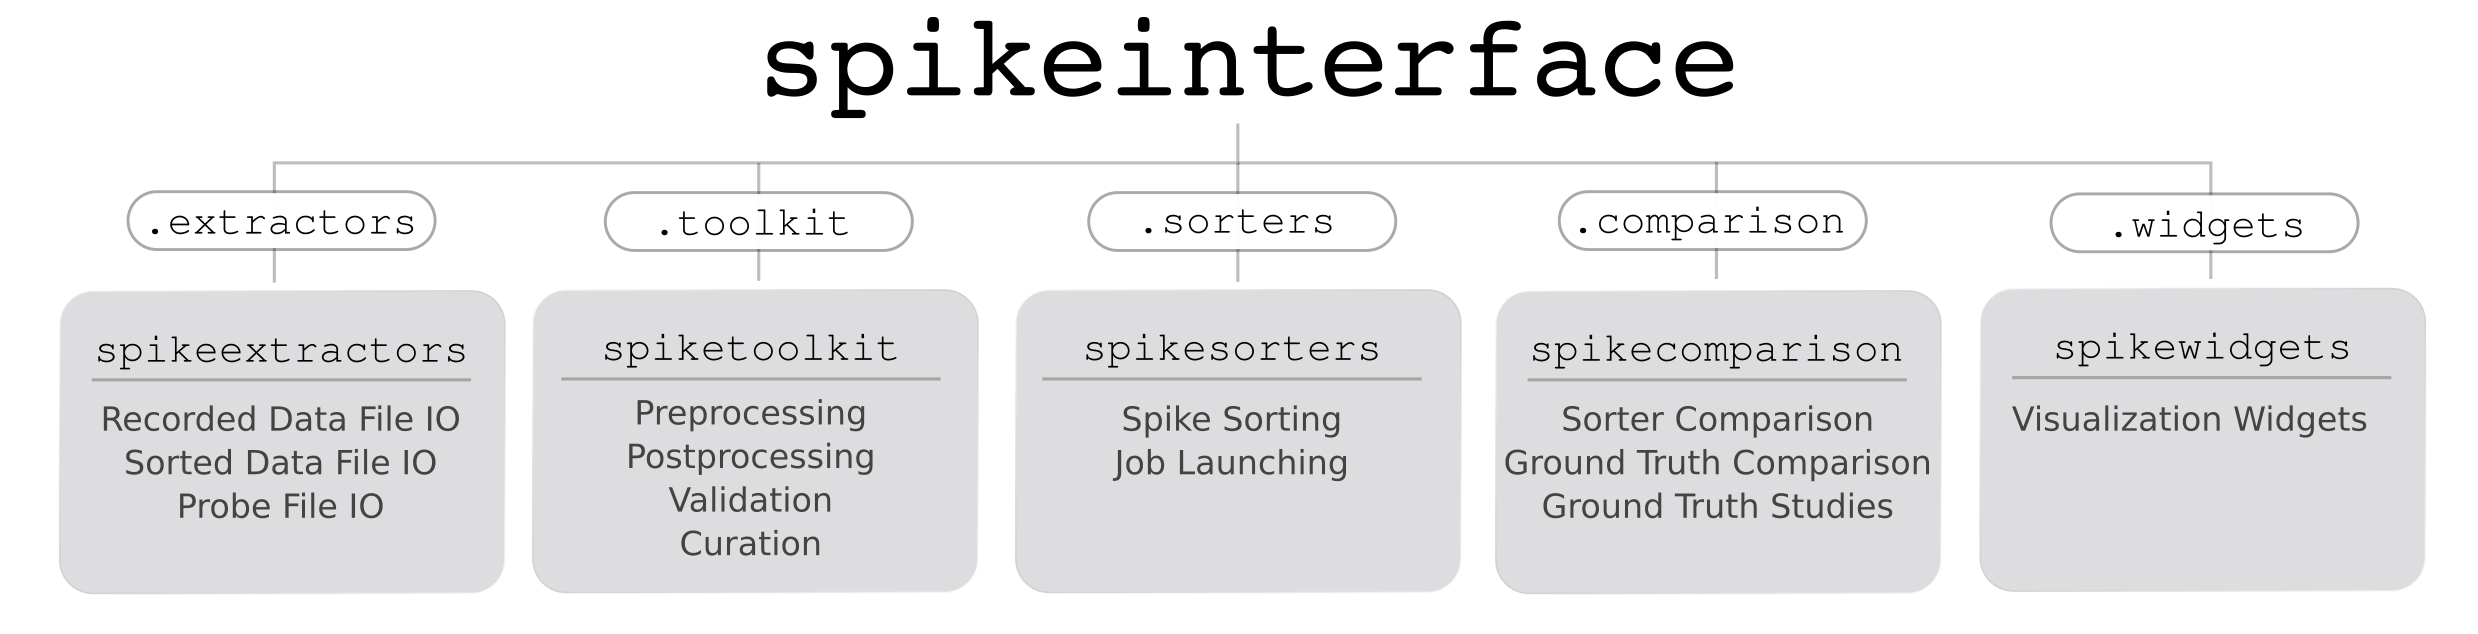 spikeinterface
.extractors
.toolkit
.sorters
.comparison
.widgets
spikeextractors
Recorded Data File IO
Sorted Data File IO
Probe File IO
spiketoolkit
Preprocessing
Postprocessing
Validation
Curation
spikesorters
Spike Sorting
Job Launching
spikecomparison
Sorter Comparison
Ground Truth Comparison
Ground Truth Studies
spikewidgets
Visualization Widgets